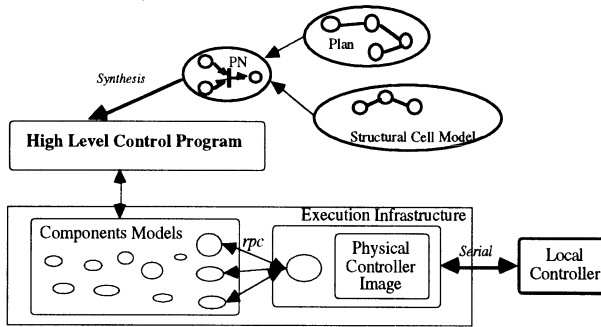 Plan
PN
Synthesis
Structural Cell Model
High Level Control Program
Execution Infrastructure
Components Models
rpc
Physical
Controller
Image
Serial
Local
Controller